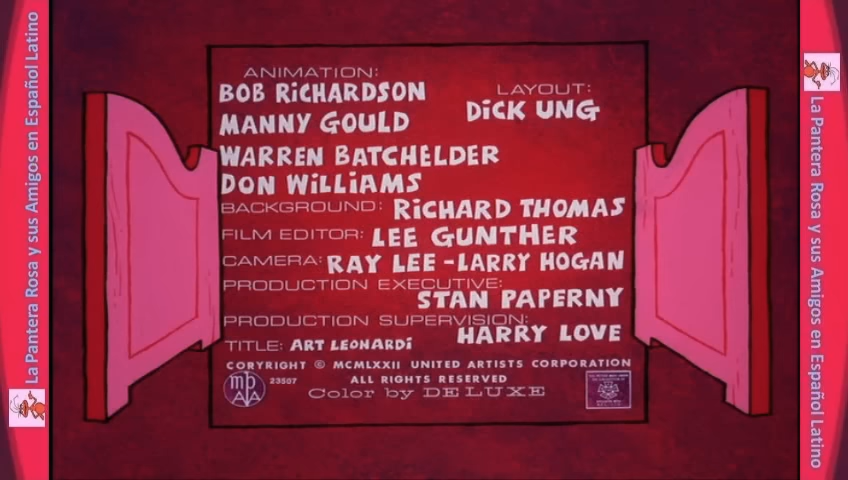 La Pantera Rosa y sus Amigos en Español Latino
ANIMATION:
BOB RiCHARDSON
MANNY GOULD
WARREN BATCHELDER
DON WiLLiAMS
LAYOUT:
DiCK UNG
BACKGROUND: RiCHARD THOMAS
FILM EDITOR: LEE GUNTHER
CAMERA: RAY LEE - LARRY HOGAN
PRODUCTION EXECUTIVE:
STAN PAPERNY
PRODUCTION SUPERVISION:
HARRY LOVE
TITLE: ART LEONARDi
COPYRIGHT © MCMLXXII UNITED ARTISTS CORPORATION
ALL RIGHTS RESERVED
23507
Color by DE LUXE
La Pantera Rosa y sus Amigos en Español Latino